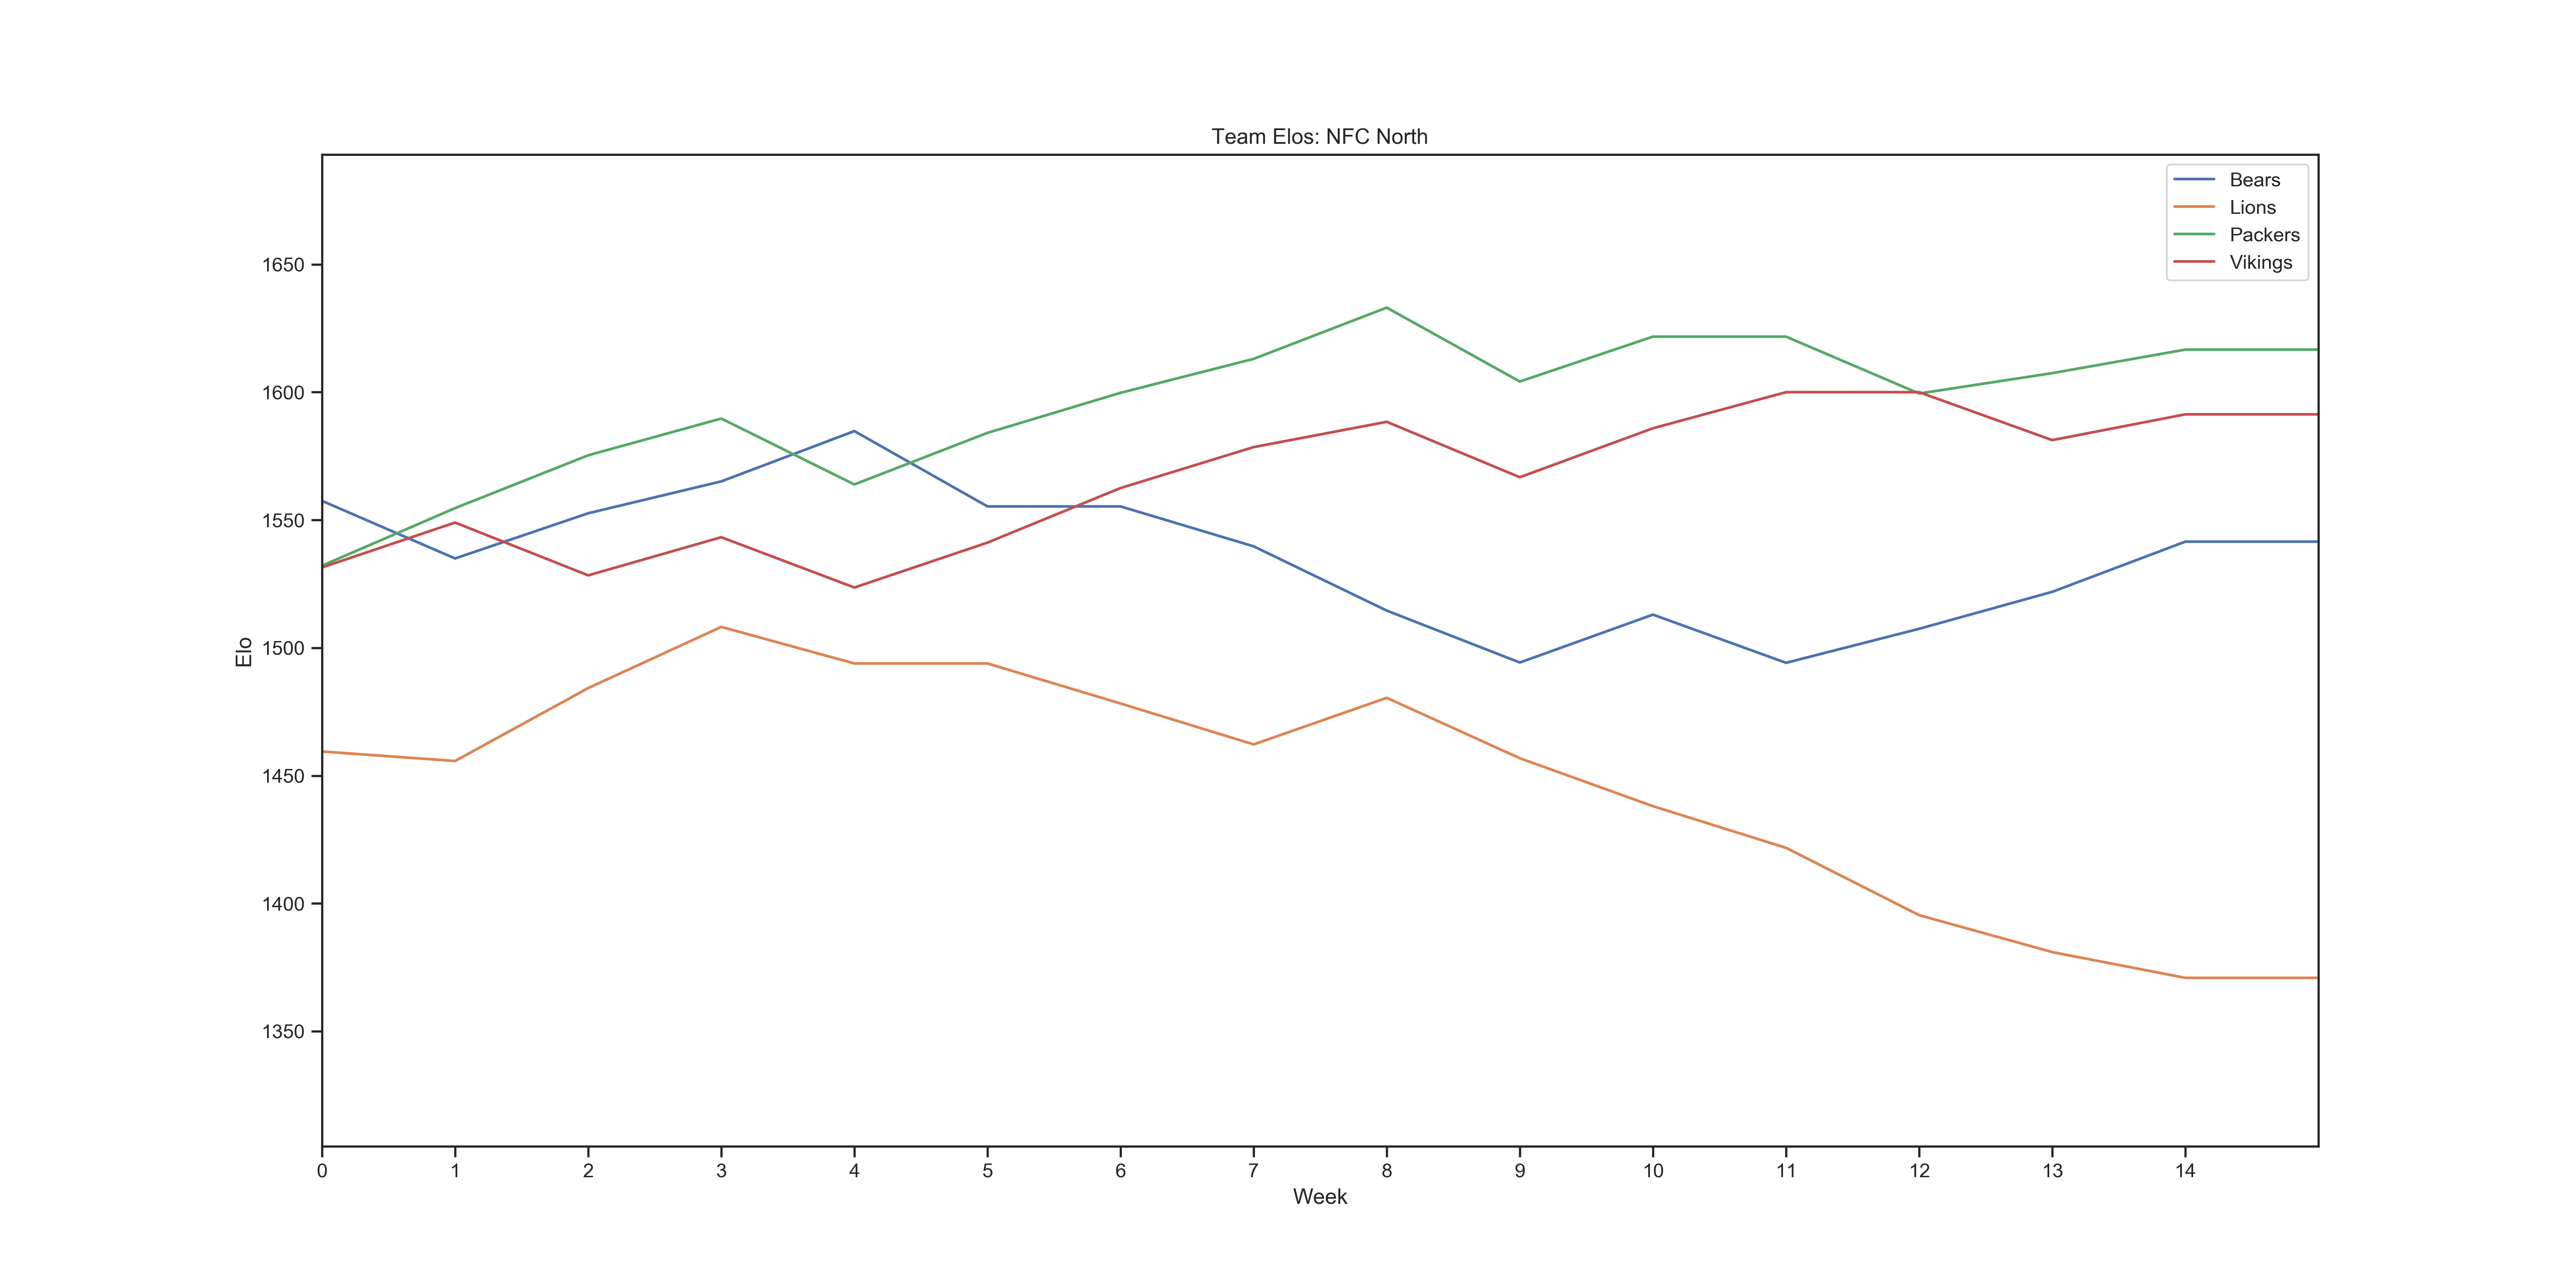 Team Elos: NFC North
Bears
Lions
Packers
Vikings
1650
1600
1550
1500
1450
1400
1350
Elo
0 1 2 3 4 5 6 7 8 9 10 11 12 13 14
Week